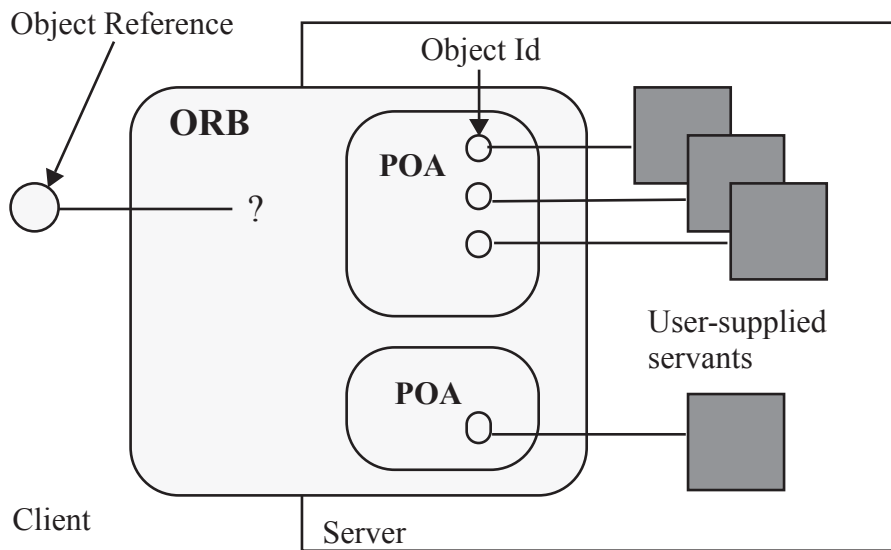 Object Reference
Object Id
ORB
POA
?
User-supplied
servants
POA
Client
Server